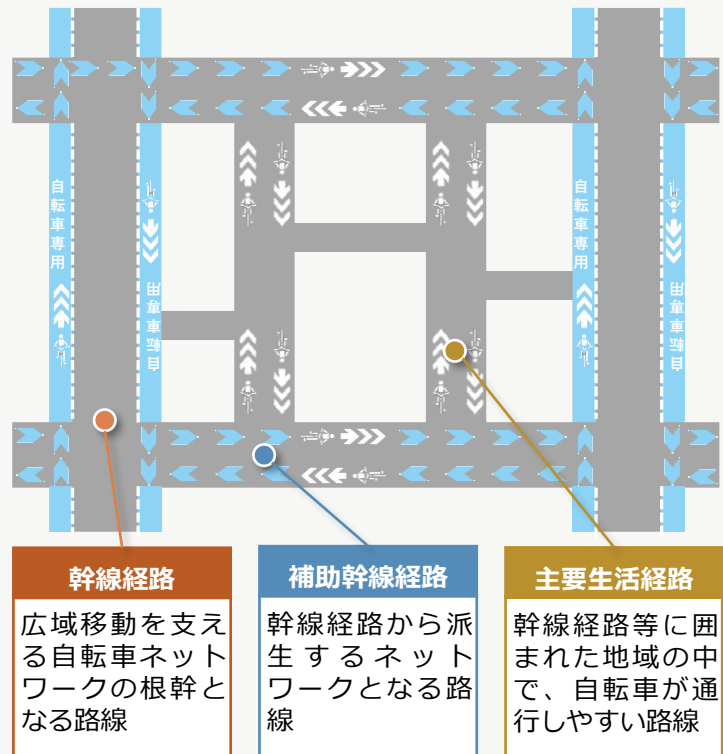 自転車専用
自転車専用
自転車専用
自転車専用
幹線経路
広域移動を支え
る自転車ネット
ワークの根幹と
なる路線
補助幹線経路
幹線経路から派
生するネット
ワークとなる路
線
主要生活経路
幹線経路等に囲
まれた地域の中
で、自転車が通
行しやすい路線